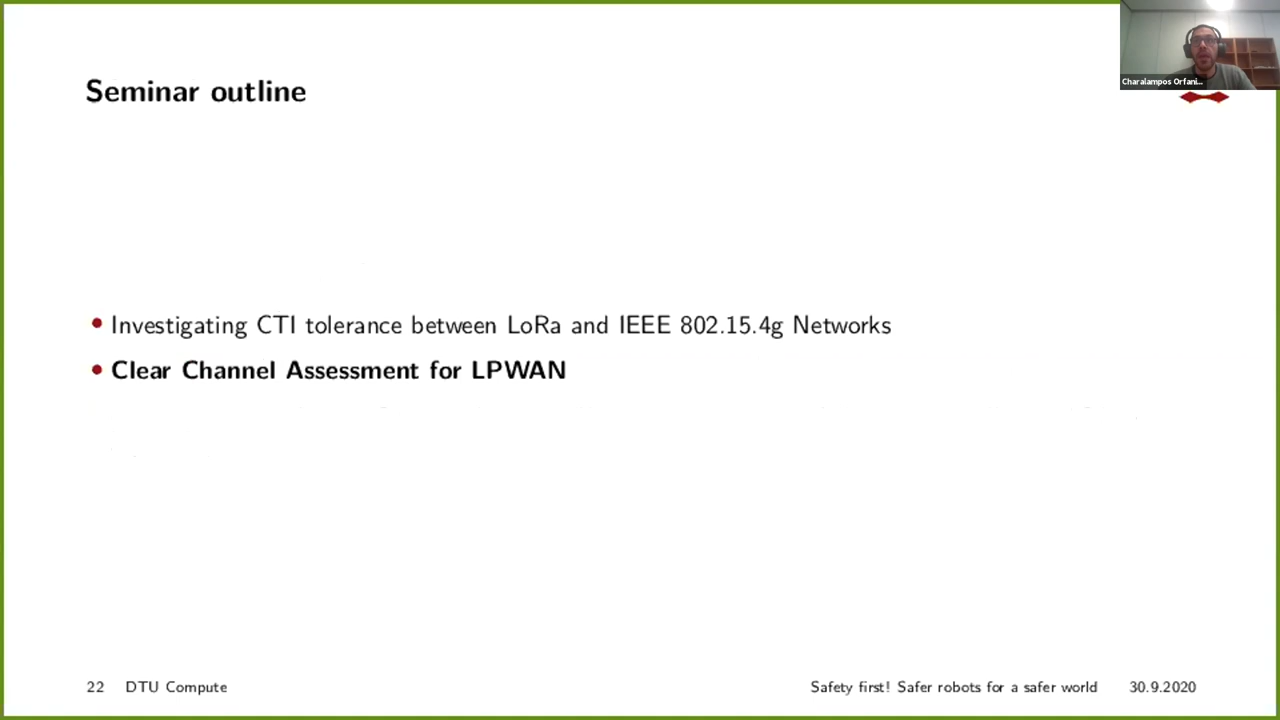 Seminar outline
Charalampos Orfani...
• Investigating CTI tolerance between LoRa and IEEE 802.15.4g Networks
• Clear Channel Assessment for LPWAN
22 DTU Compute Safety first! Safer robots for a safer world 30.9.2020